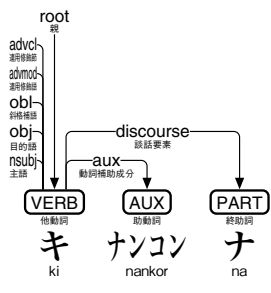 root
親
advcl
連用修飾節
advmod
連用修飾語
obl
斜格補語
obj
目的語
nsubj
主語
discourse
談話要素
aux
動詞補助成分
VERB AUX PART
他動詞 助動詞 終助詞
キ ナンコン ナ
ki nankor na